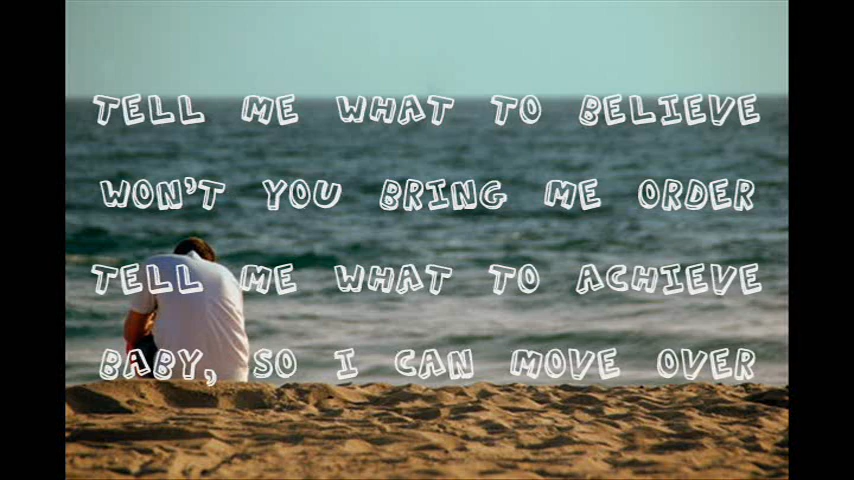 TELL ME WHAT TO BELIEVE
WON'T YOU BRING ME ORDER
TELL ME WHAT TO ACHIEVE
BABY, SO I CAN MOVE OVER